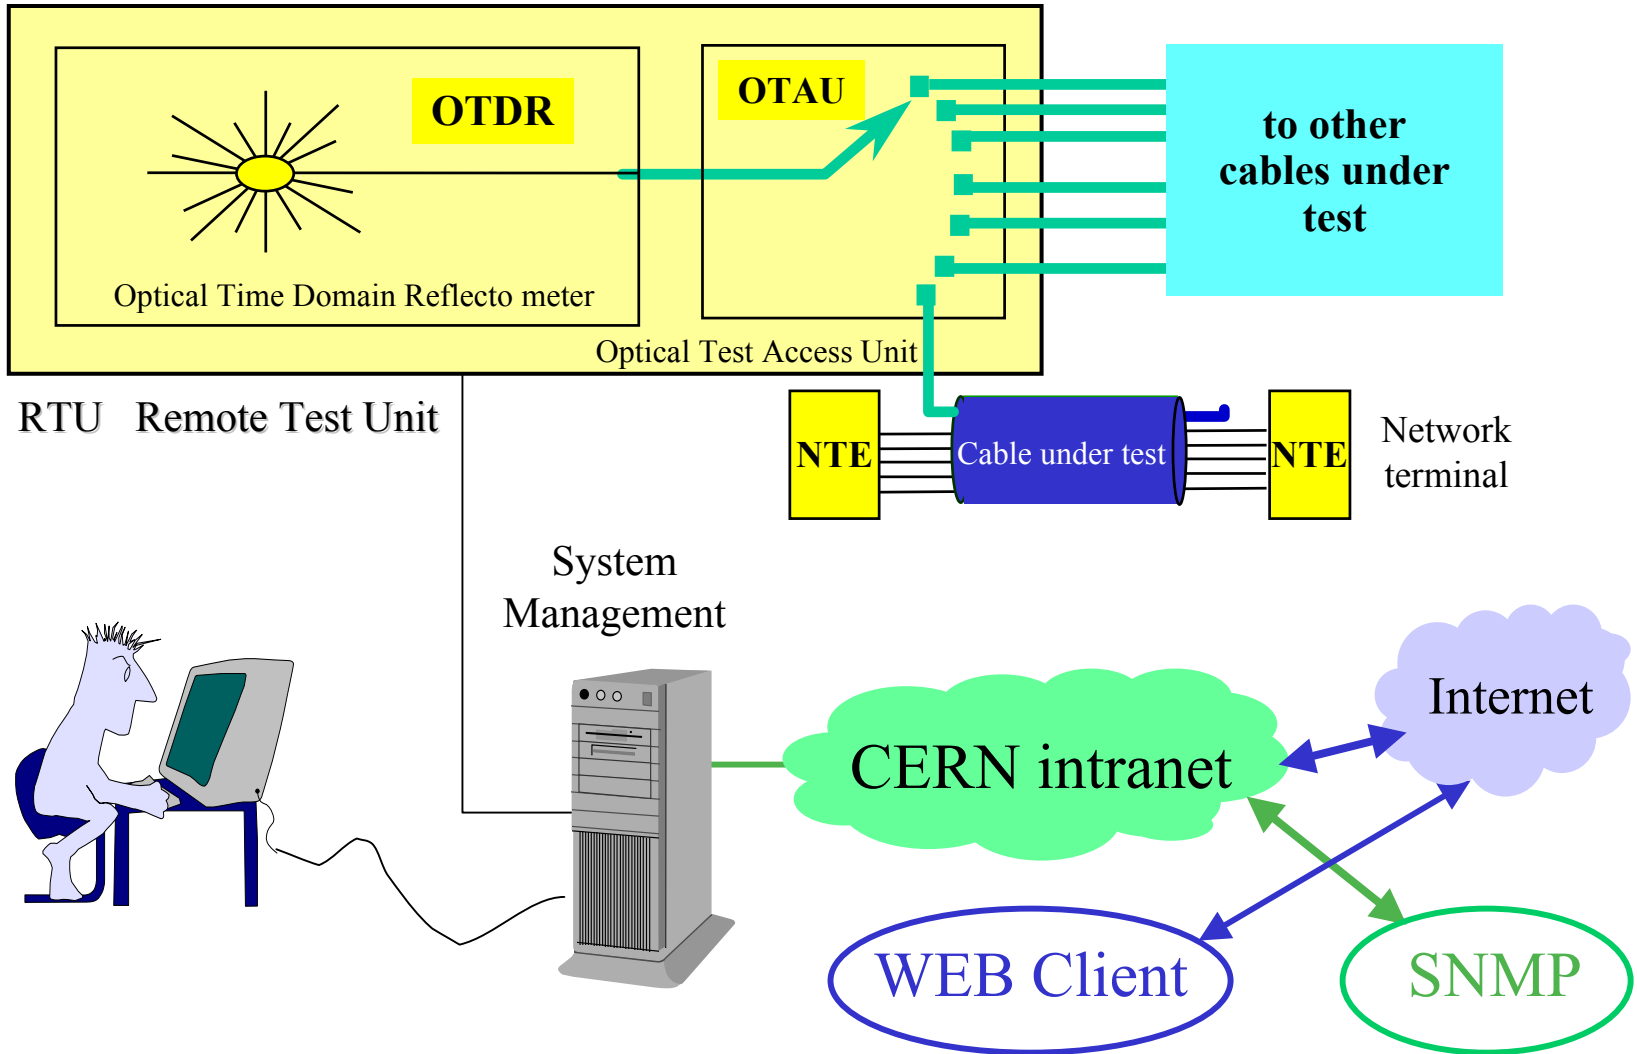 OTDR
Optical Time Domain Reflecto meter
OTAU
Optical Test Access Unit
to other
cables under
test
RTU Remote Test Unit
NTE
Cable under test
NTE
Network
terminal
System
Management
CERN intranet
Internet
WEB Client
SNMP